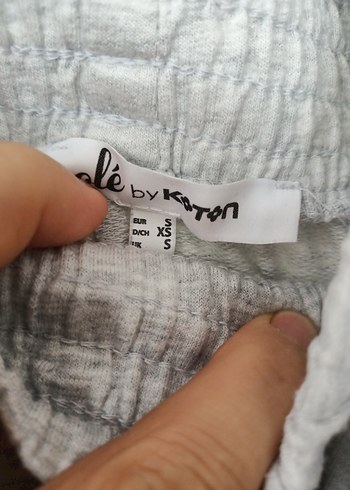 olé by KOTON
EUR S
D/CH XS
UK S